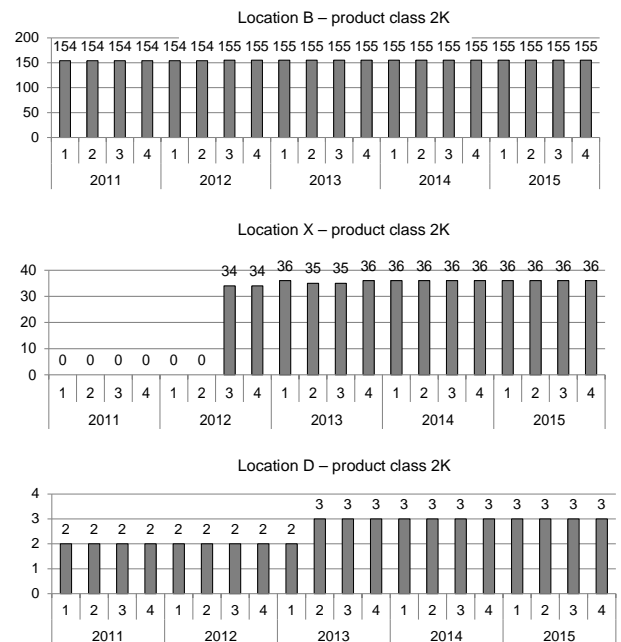 Location B – product class 2K
200
154 154 154 154 154 154 155 155 155 155 155 155 155 155 155 155 155 155 155 155
150
100
50
0
1 2 3 4 1 2 3 4 1 2 3 4 1 2 3 4 1 2 3 4
2011 2012 2013 2014 2015
Location X – product class 2K
40
34 34 36 35 35 36 36 36 36 36 36 36 36 36
30
20
10
0 0 0 0 0 0
0
1 2 3 4 1 2 3 4 1 2 3 4 1 2 3 4 1 2 3 4
2011 2012 2013 2014 2015
Location D – product class 2K
4
3 3 3 3 3 3 3 3 3 3 3
3
2 2 2 2 2 2 2 2 2
2
1
0
1 2 3 4 1 2 3 4 1 2 3 4 1 2 3 4 1 2 3 4
2011 2012 2013 2014 2015